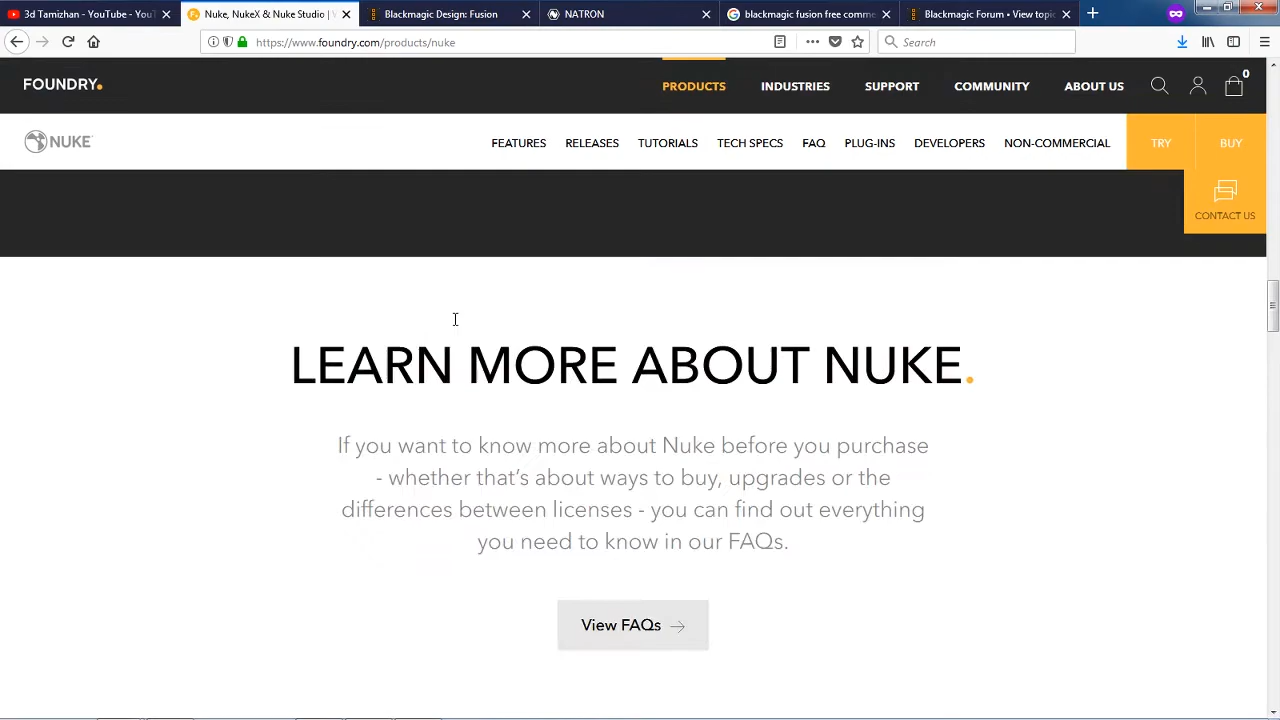 3d Tamizhan - YouTube - YouT
Nuke, NukeX & Nuke Studio | V
Blackmagic Design: Fusion
NATRON
blackmagic fusion free comme
Blackmagic Forum • View topic
https://www.foundry.com/products/nuke
Search
FOUNDRY.
PRODUCTS
INDUSTRIES
SUPPORT
COMMUNITY
ABOUT US
0
NUKE
FEATURES
RELEASES
TUTORIALS
TECH SPECS
FAQ
PLUG-INS
DEVELOPERS
NON-COMMERCIAL
TRY
BUY
CONTACT US
LEARN MORE ABOUT NUKE.
If you want to know more about Nuke before you purchase
- whether that's about ways to buy, upgrades or the
differences between licenses - you can find out everything
you need to know in our FAQs.
View FAQs